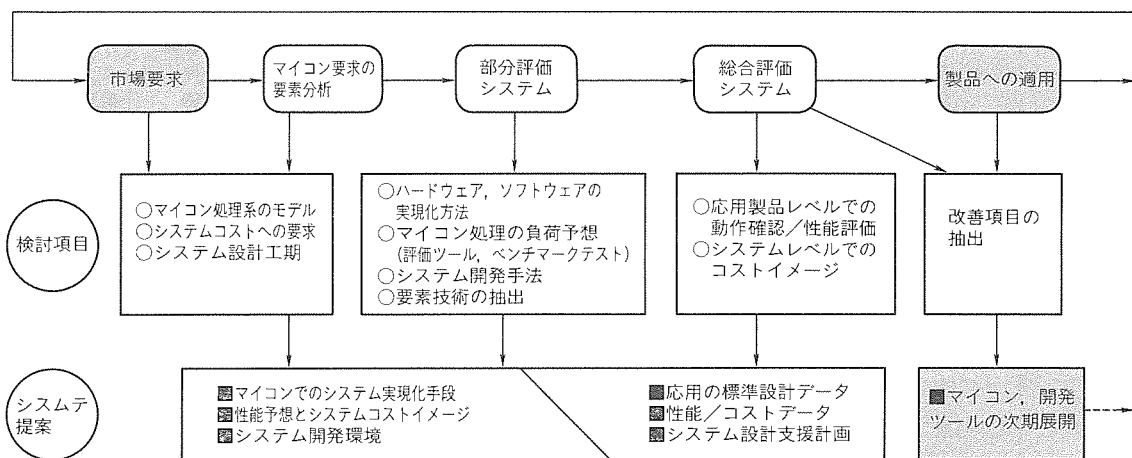 市場要求
マイコン要求の
要素分析
部分評価
システム
総合評価
システム
製品への適用
検討項目
○マイコン処理系のモデル
○システムコストへの要求
○システム設計工期
○ハードウェア,ソフトウェアの
実現化方法
○マイコン処理の負荷予想
(評価ツール,ベンチマークテスト)
○システム開発手法
○要素技術の抽出
○応用製品レベルでの
動作確認/性能評価
○システムレベルでの
コストイメージ
改善項目の
抽出
シスムテ
提案
■マイコンでのシステム実現化手段
■性能予想とシステムコストイメージ
■システム開発環境
■応用の標準設計データ
■性能/コストデータ
■システム設計支援計画
■マイコン,開発
ツールの次期展開